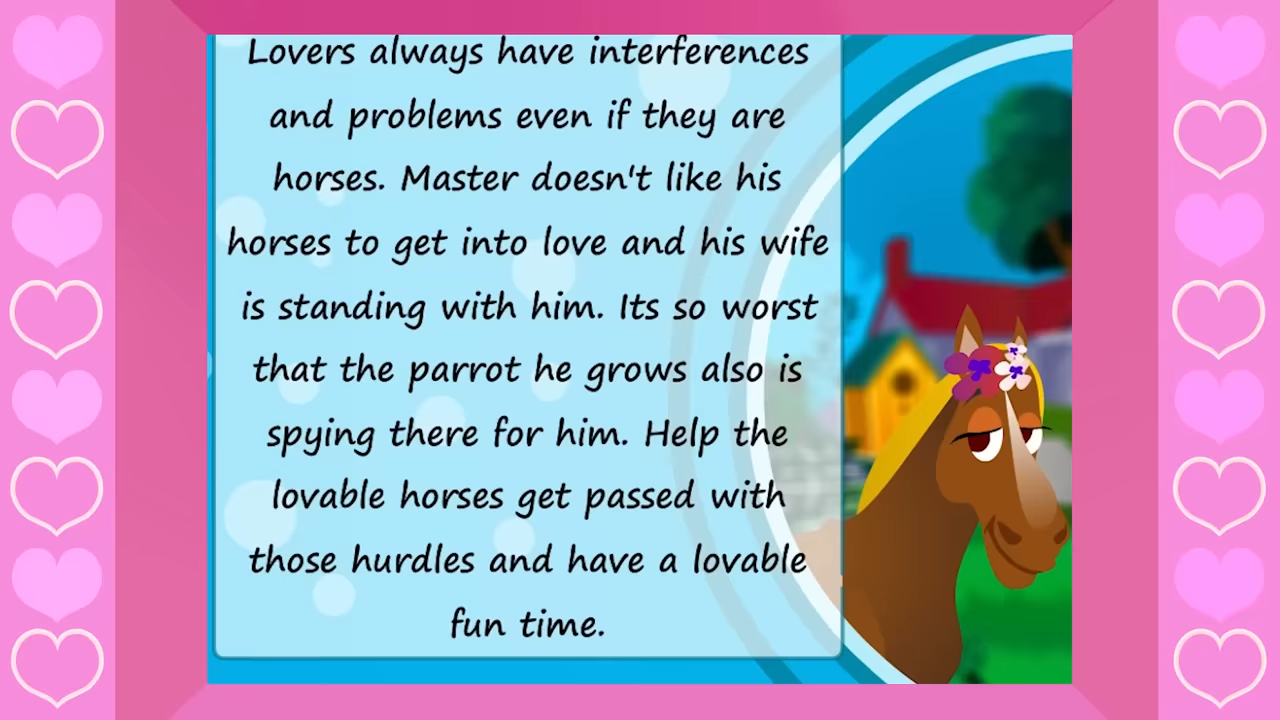 Lovers always have interferences
and problems even if they are
horses. Master doesn't like his
horses to get into love and his wife
is standing with him. Its so worst
that the parrot he grows also is
spying there for him. Help the
lovable horses get passed with
those hurdles and have a lovable
fun time.